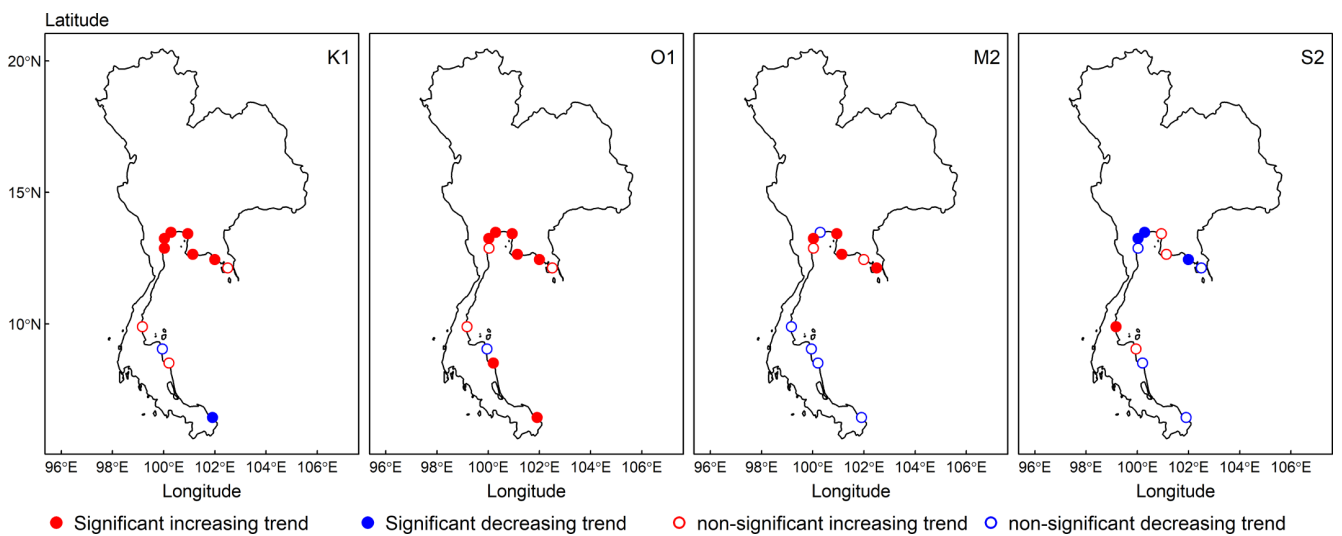 Latitude
K1 O1 M2 S2
20°N
15°N
10°N
96°E 98°E 100°E 102°E 104°E 106°E 96°E 98°E 100°E 102°E 104°E 106°E 96°E 98°E 100°E 102°E 104°E 106°E 96°E 98°E 100°E 102°E 104°E 106°E
Longitude Longitude Longitude Longitude
Significant increasing trend Significant decreasing trend non-significant increasing trend non-significant decreasing trend